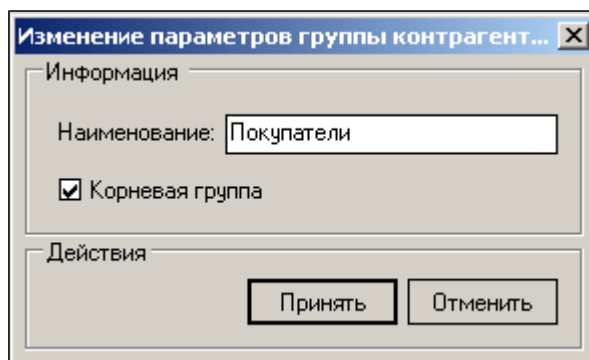 Изменение параметров группы контрагент...
Информация
Наименование: Покупатели
Корневая группа
Действия
Принять Отменить